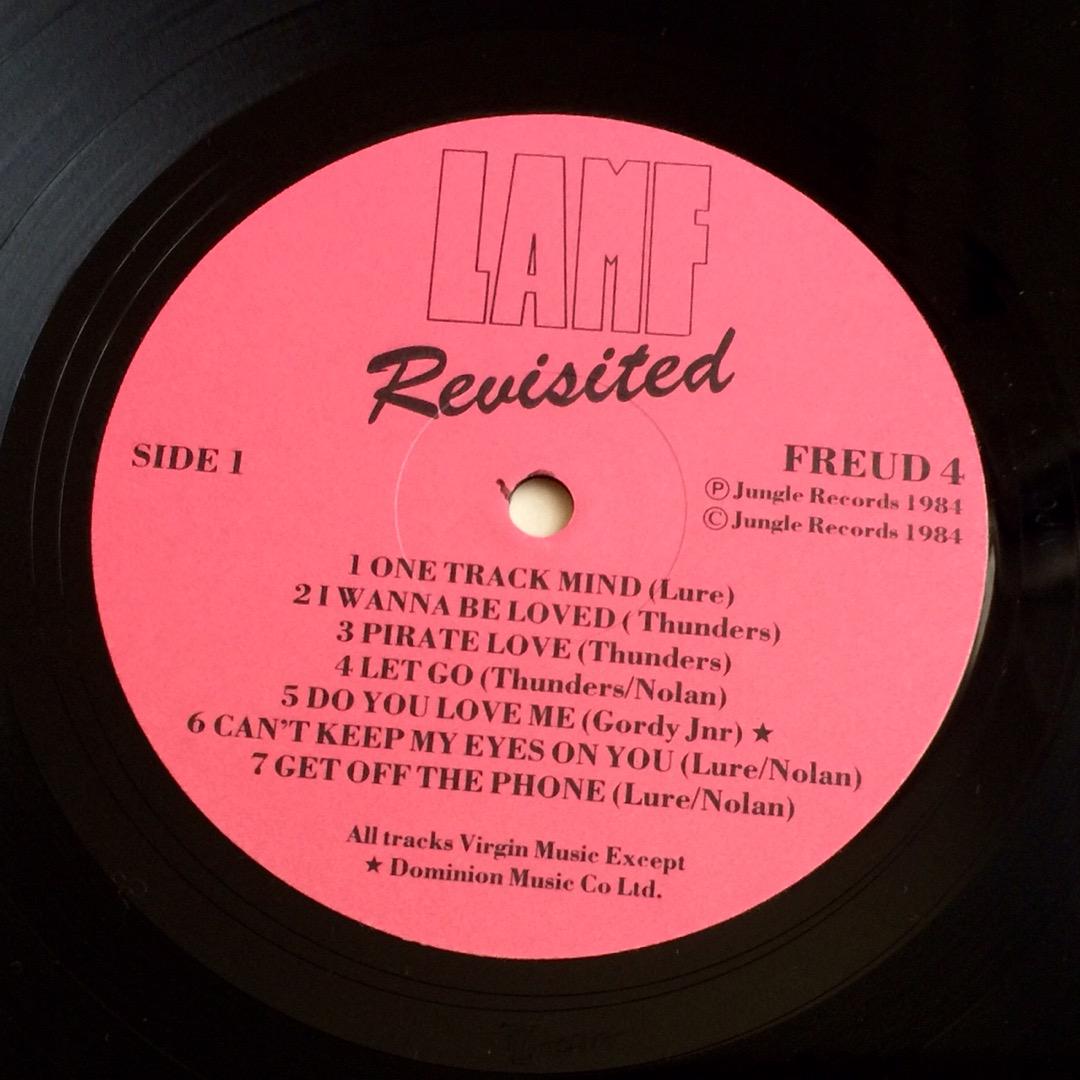 LAMF
Revisited
SIDE 1
FREUD 4
Ⓟ Jungle Records 1984
Ⓒ Jungle Records 1984
1 ONE TRACK MIND (Lure)
2 I WANNA BE LOVED ( Thunders)
3 PIRATE LOVE (Thunders)
4 LET GO (Thunders/Nolan)
5 DO YOU LOVE ME (Gordy Jnr) ★
6 CAN'T KEEP MY EYES ON YOU (Lure/Nolan)
7 GET OFF THE PHONE (Lure/Nolan)
All tracks Virgin Music Except
★ Dominion Music Co Ltd.